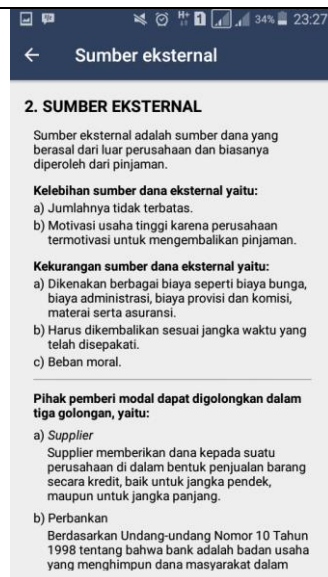 H+ 1 34% 23:27
Sumber eksternal
2. SUMBER EKSTERNAL
Sumber eksternal adalah sumber dana yang
berasal dari luar perusahaan dan biasanya
diperoleh dari pinjaman.
Kelebihan sumber dana eksternal yaitu:
a) Jumlahnya tidak terbatas.
b) Motivasi usaha tinggi karena perusahaan
termotivasi untuk mengembalikan pinjaman.
Kekurangan sumber dana eksternal yaitu:
a) Dikenakan berbagai biaya seperti biaya bunga,
biaya administrasi, biaya provisi dan komisi,
materai serta asuransi.
b) Harus dikembalikan sesuai jangka waktu yang
telah disepakati.
c) Beban moral.
Pihak pemberi modal dapat digolongkan dalam
tiga golongan, yaitu:
a) Supplier
Supplier memberikan dana kepada suatu
perusahaan di dalam bentuk penjualan barang
secara kredit, baik untuk jangka pendek,
maupun untuk jangka panjang.
b) Perbankan
Berdasarkan Undang-undang Nomor 10 Tahun
1998 tentang bahwa bank adalah badan usaha
yang menghimpun dana masyarakat dalam